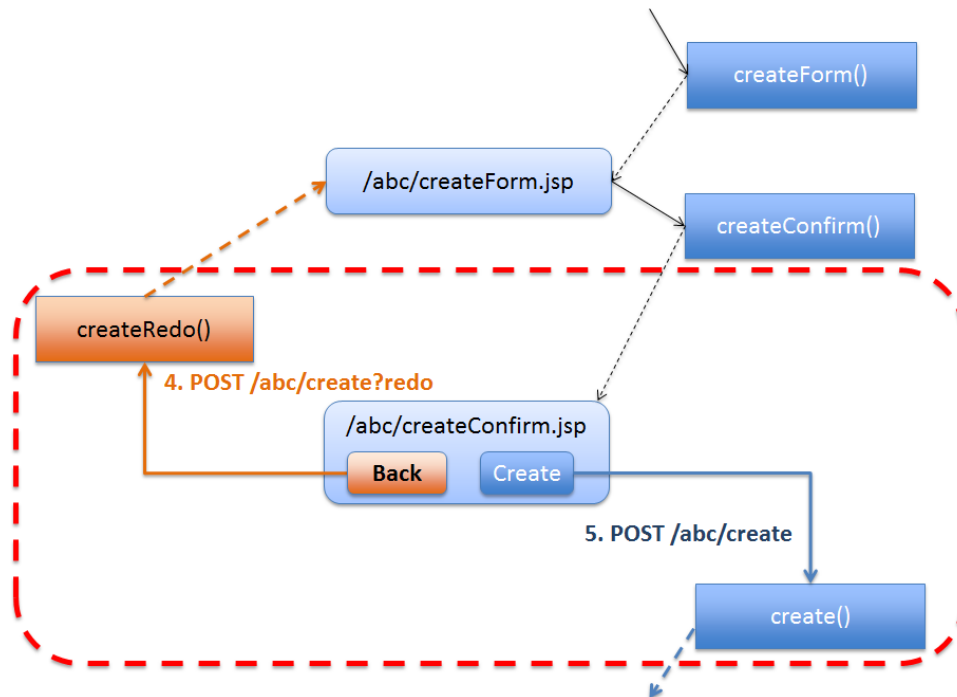 createForm()
/abc/createForm.jsp
createConfirm()
createRedo()
4. POST /abc/create?redo
/abc/createConfirm.jsp
Back
Create
5. POST /abc/create
create()